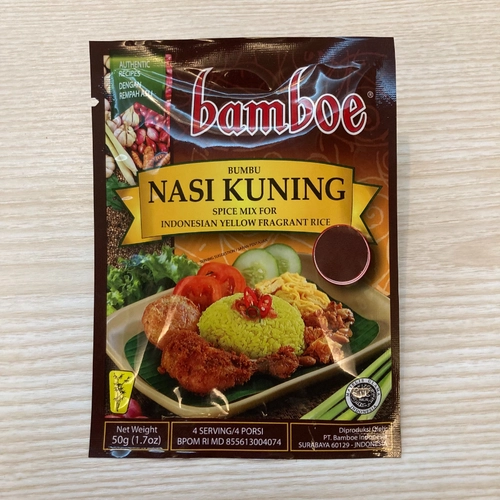 AUTHENTIC
RECIPES
DENGAN
REMPAH ASLI
bamboe®
BUMBU
NASI KUNING
SPICE MIX FOR
INDONESIAN YELLOW FRAGRANT RICE
Net Weight
50g (1.7oz)
4 SERVING/4 PORSI
BPOM RI MD 855613004074
Diproduksi Oleh:
PT. Bamboe Indonesia
SURABAYA 60129 - INDONESIA